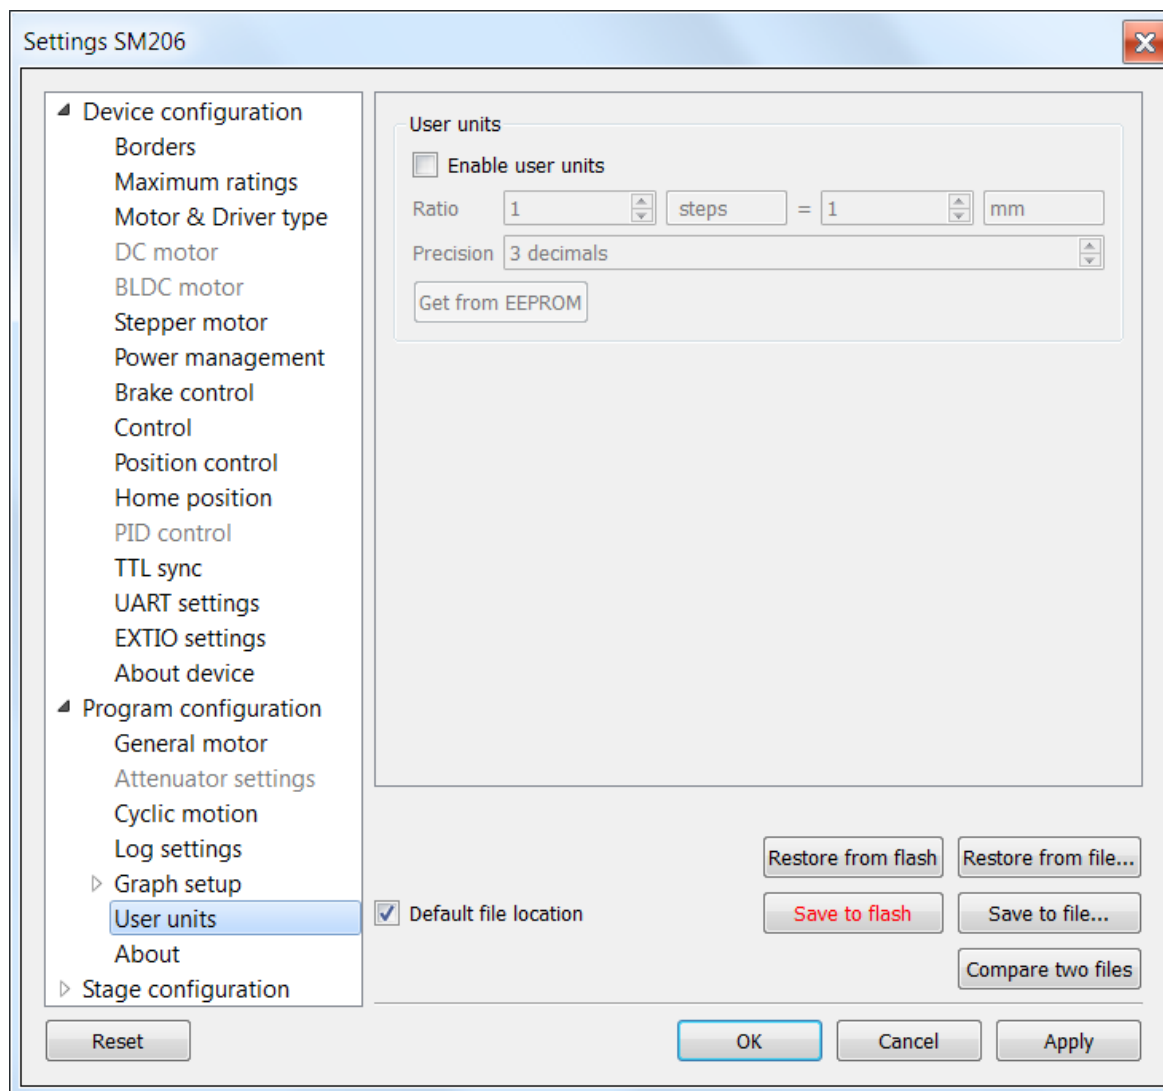 Settings SM206
Device configuration
Borders
Maximum ratings
Motor & Driver type
DC motor
BLDC motor
Stepper motor
Power management
Brake control
Control
Position control
Home position
PID control
TTL sync
UART settings
EXTIO settings
About device
Program configuration
General motor
Attenuator settings
Cyclic motion
Log settings
Graph setup
User units
About
Stage configuration
User units
Enable user units
Ratio 1 steps = 1 mm
Precision 3 decimals
Get from EEPROM
Restore from flash Restore from file...
Default file location Save to flash Save to file...
Compare two files
Reset OK Cancel Apply